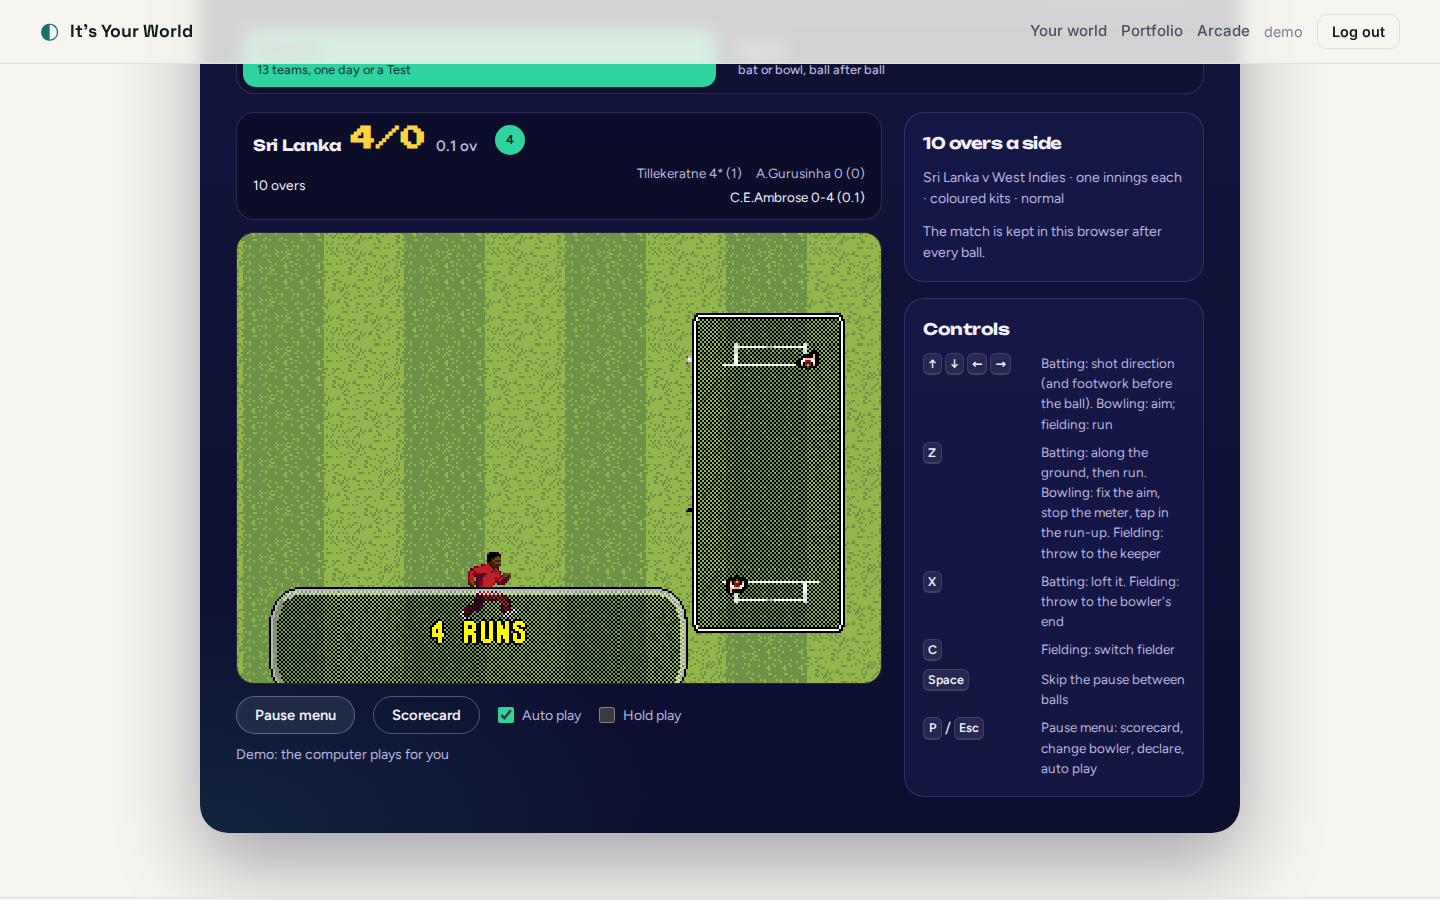 It's Your World
Your world
Portfolio
Arcade
demo
Log out
13 teams, one day or a Test
bat or bowl, ball after ball
Sri Lanka 4/0 0.1 ov 4
10 overs
Tillekeratne 4* (1) A.Gurusinha 0 (0)
C.E.Ambrose 0-4 (0.1)
4 RUNS
Pause menu
Scorecard
Auto play
Hold play
Demo: the computer plays for you
10 overs a side
Sri Lanka v West Indies · one innings each
· coloured kits · normal
The match is kept in this browser after
every ball.
Controls
↑ ↓ ← →
Batting: shot direction
(and footwork before
the ball). Bowling: aim;
fielding: run
Z
Batting: along the
ground, then run.
Bowling: fix the aim,
stop the meter, tap in
the run-up. Fielding:
throw to the keeper
X
Batting: loft it. Fielding:
throw to the bowler's
end
C
Fielding: switch fielder
Space
Skip the pause between
balls
P / Esc
Pause menu: scorecard,
change bowler, declare,
auto play